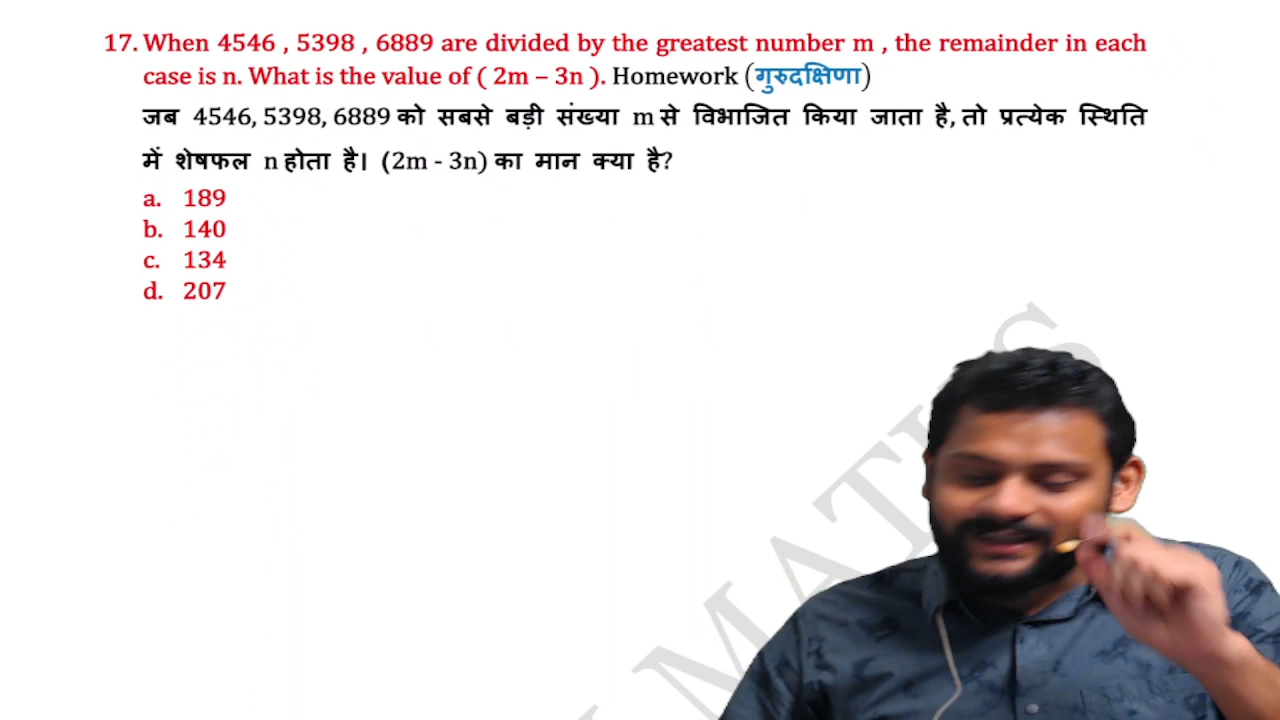 17. When 4546 , 5398 , 6889 are divided by the greatest number m , the remainder in each
case is n. What is the value of ( 2m – 3n ). Homework (गुरुदक्षिणा)
जब 4546, 5398, 6889 को सबसे बड़ी संख्या m से विभाजित किया जाता है, तो प्रत्येक स्थिति
में शेषफल n होता है। (2m - 3n) का मान क्या है?
a. 189
b. 140
c. 134
d. 207